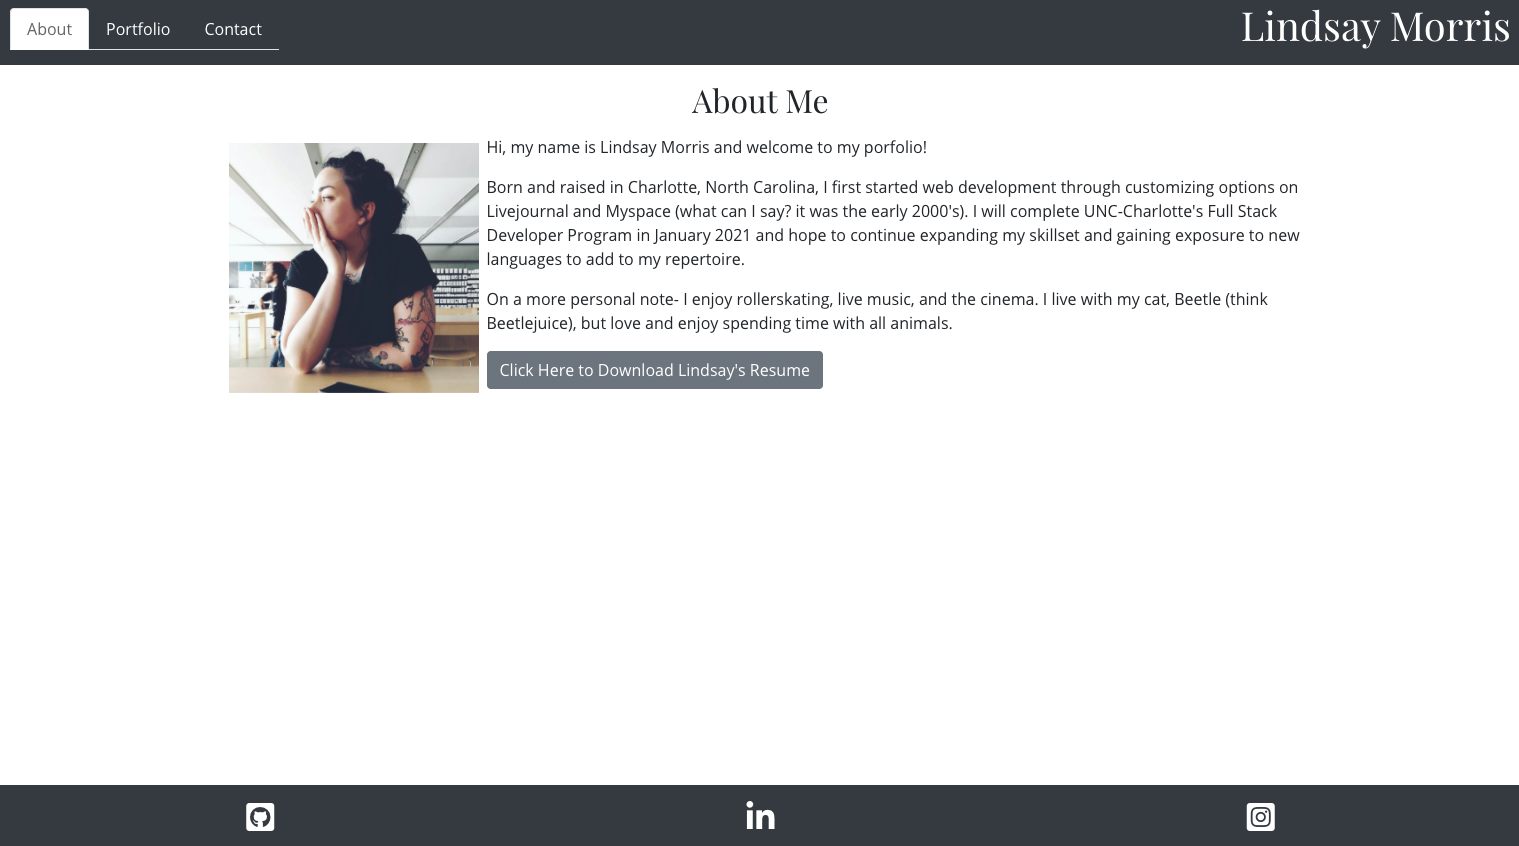 About
Portfolio
Contact
Lindsay Morris
About Me
Hi, my name is Lindsay Morris and welcome to my porfolio!
Born and raised in Charlotte, North Carolina, I first started web development through customizing options on
Livejournal and Myspace (what can I say? it was the early 2000's). I will complete UNC-Charlotte's Full Stack
Developer Program in January 2021 and hope to continue expanding my skillset and gaining exposure to new
languages to add to my repertoire.
On a more personal note- I enjoy rollerskating, live music, and the cinema. I live with my cat, Beetle (think
Beetlejuice), but love and enjoy spending time with all animals.
Click Here to Download Lindsay's Resume
in